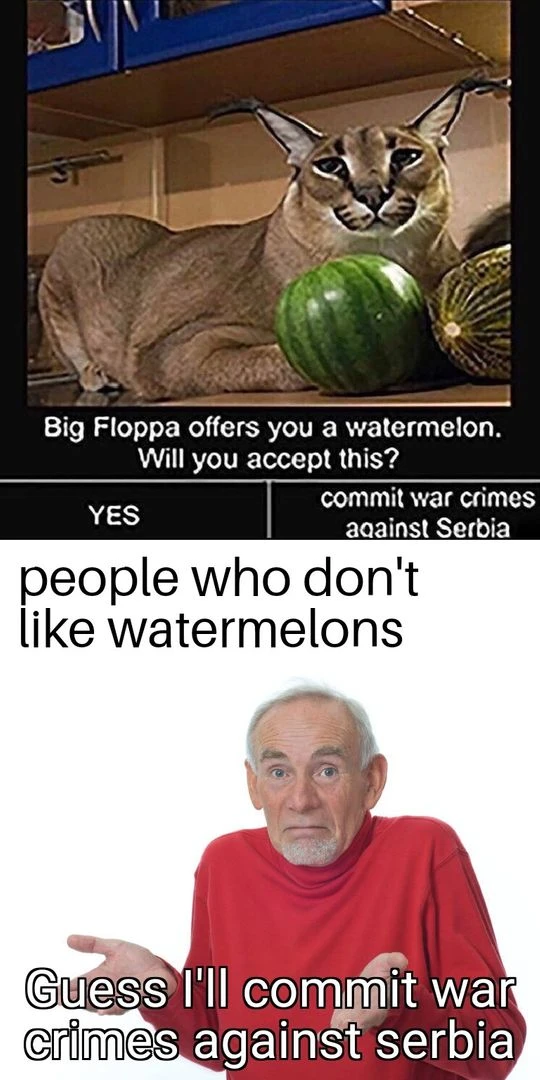 Big Floppa offers you a watermelon.
Will you accept this?
YES
commit war crimes
against Serbia
people who don't
like watermelons
Guess I'll commit war
crimes against serbia